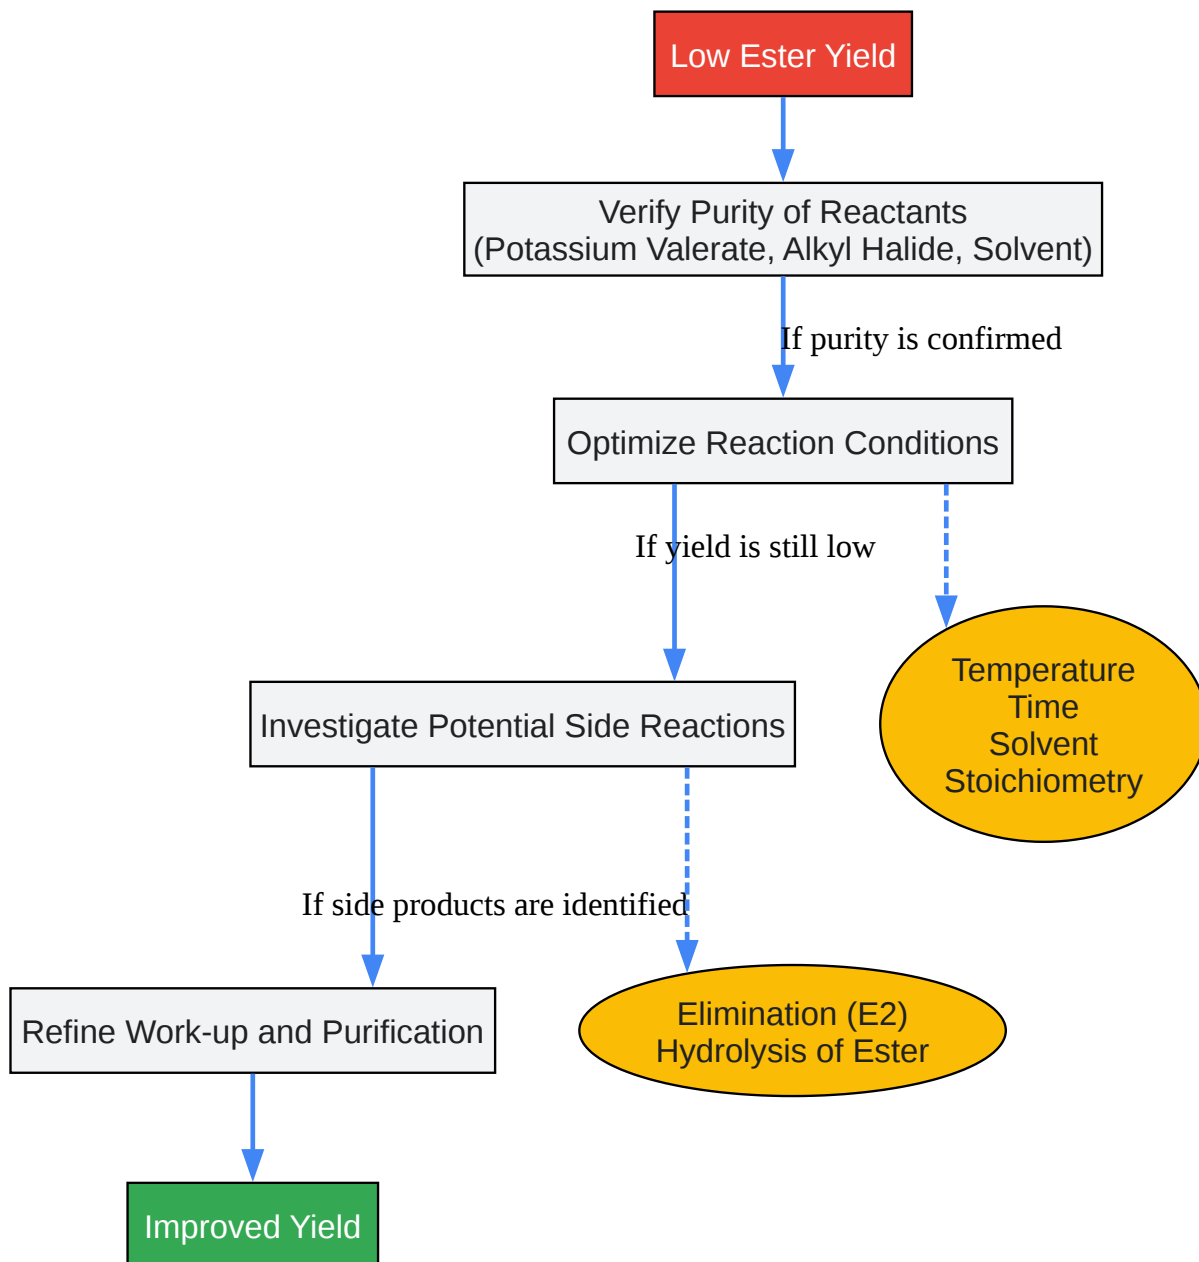 Low Ester Yield
Verify Purity of Reactants
(Potassium Valerate, Alkyl Halide, Solvent)
If purity is confirmed
Optimize Reaction Conditions
If yield is still low
Temperature
Time
Solvent
Stoichiometry
Investigate Potential Side Reactions
If side products are identified
Elimination (E2)
Hydrolysis of Ester
Refine Work-up and Purification
Improved Yield